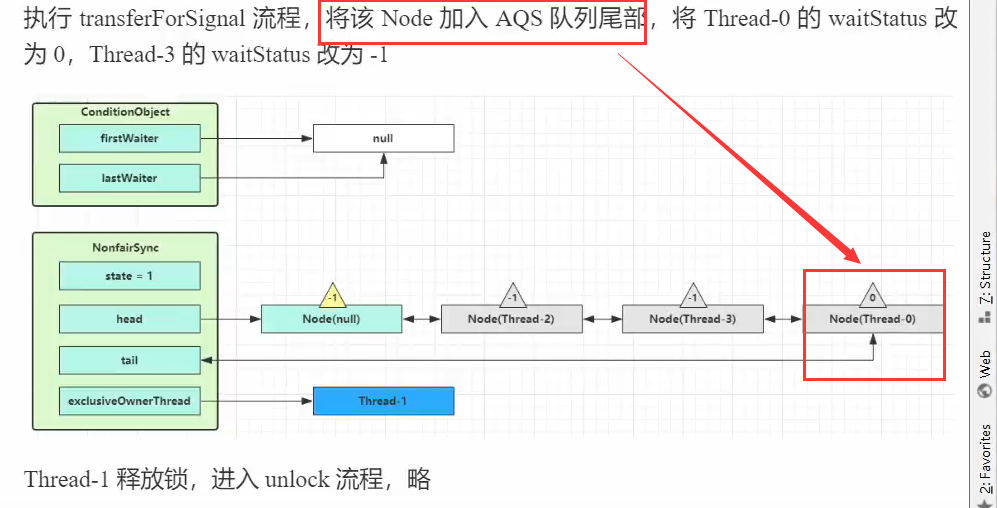 执行 transferForSignal 流程，将该 Node 加入 AQS 队列尾部，将 Thread-0 的 waitStatus 改
为 0，Thread-3 的 waitStatus 改为 -1
ConditionObject
firstWaiter
null
lastWaiter
NonfairSync
state = 1
-1
-1
-1
0
head
Node(null)
Node(Thread-2)
Node(Thread-3)
Node(Thread-0)
tail
exclusiveOwnerThread
Thread-1
Thread-1 释放锁，进入 unlock 流程，略
7: Structure
Web
2: Favorites